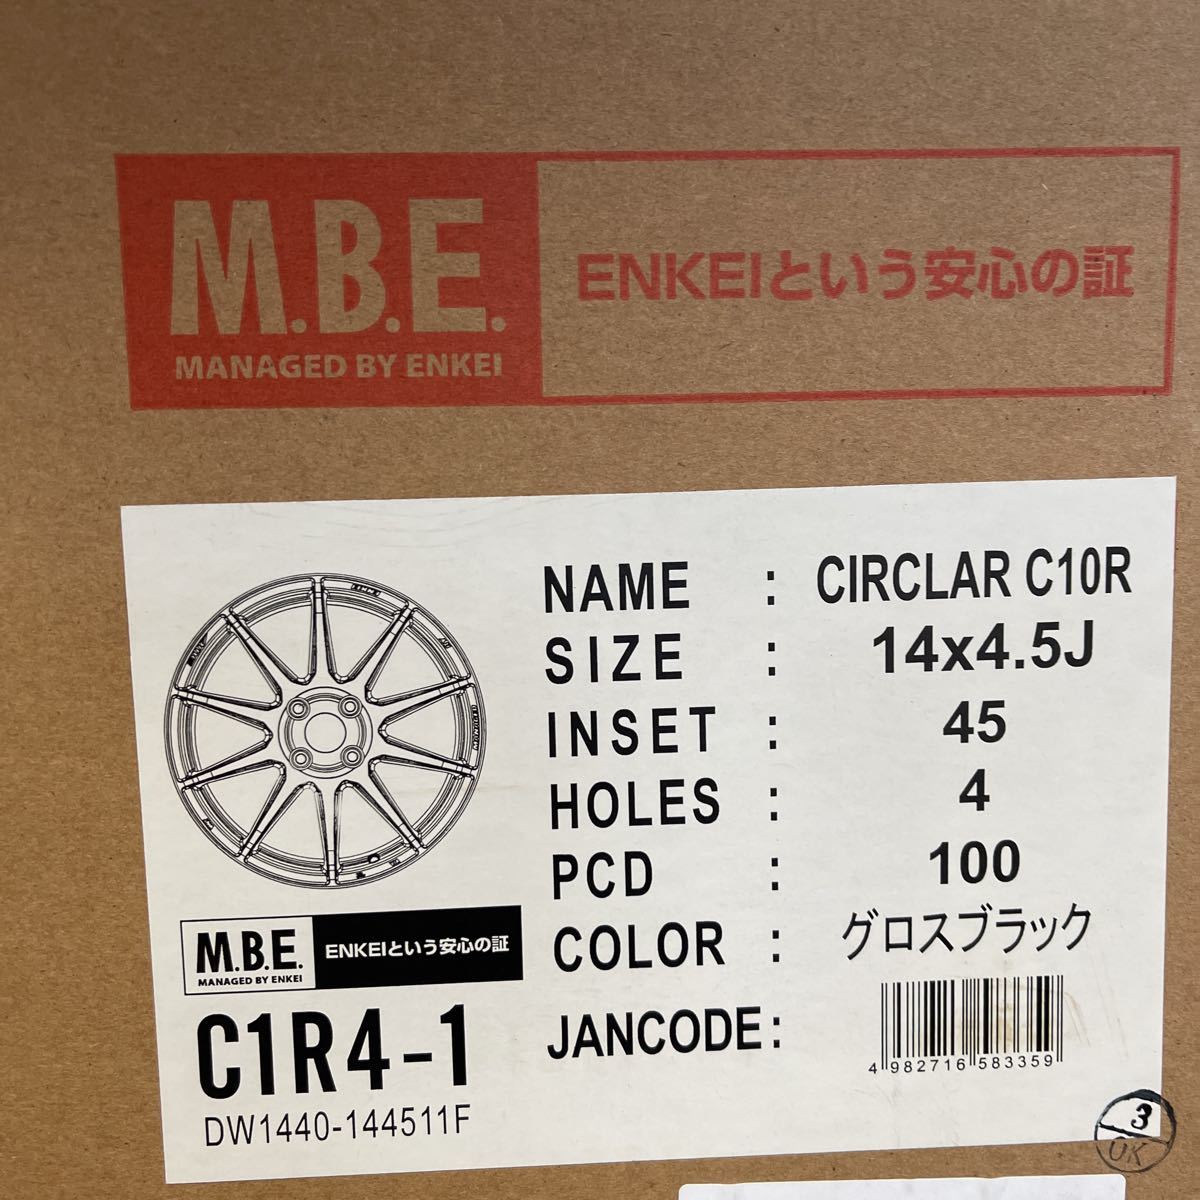 M.B.E.
MANAGED BY ENKEI
ENKEIという安心の証
NAME : CIRCLAR C10R
SIZE : 14x4.5J
INSET : 45
HOLES : 4
PCD : 100
COLOR : グロスブラック
JANCODE:
4 982716 583359
M.B.E.
MANAGED BY ENKEI
ENKEIという安心の証
C1R4-1
DW1440-144511F
3
OK